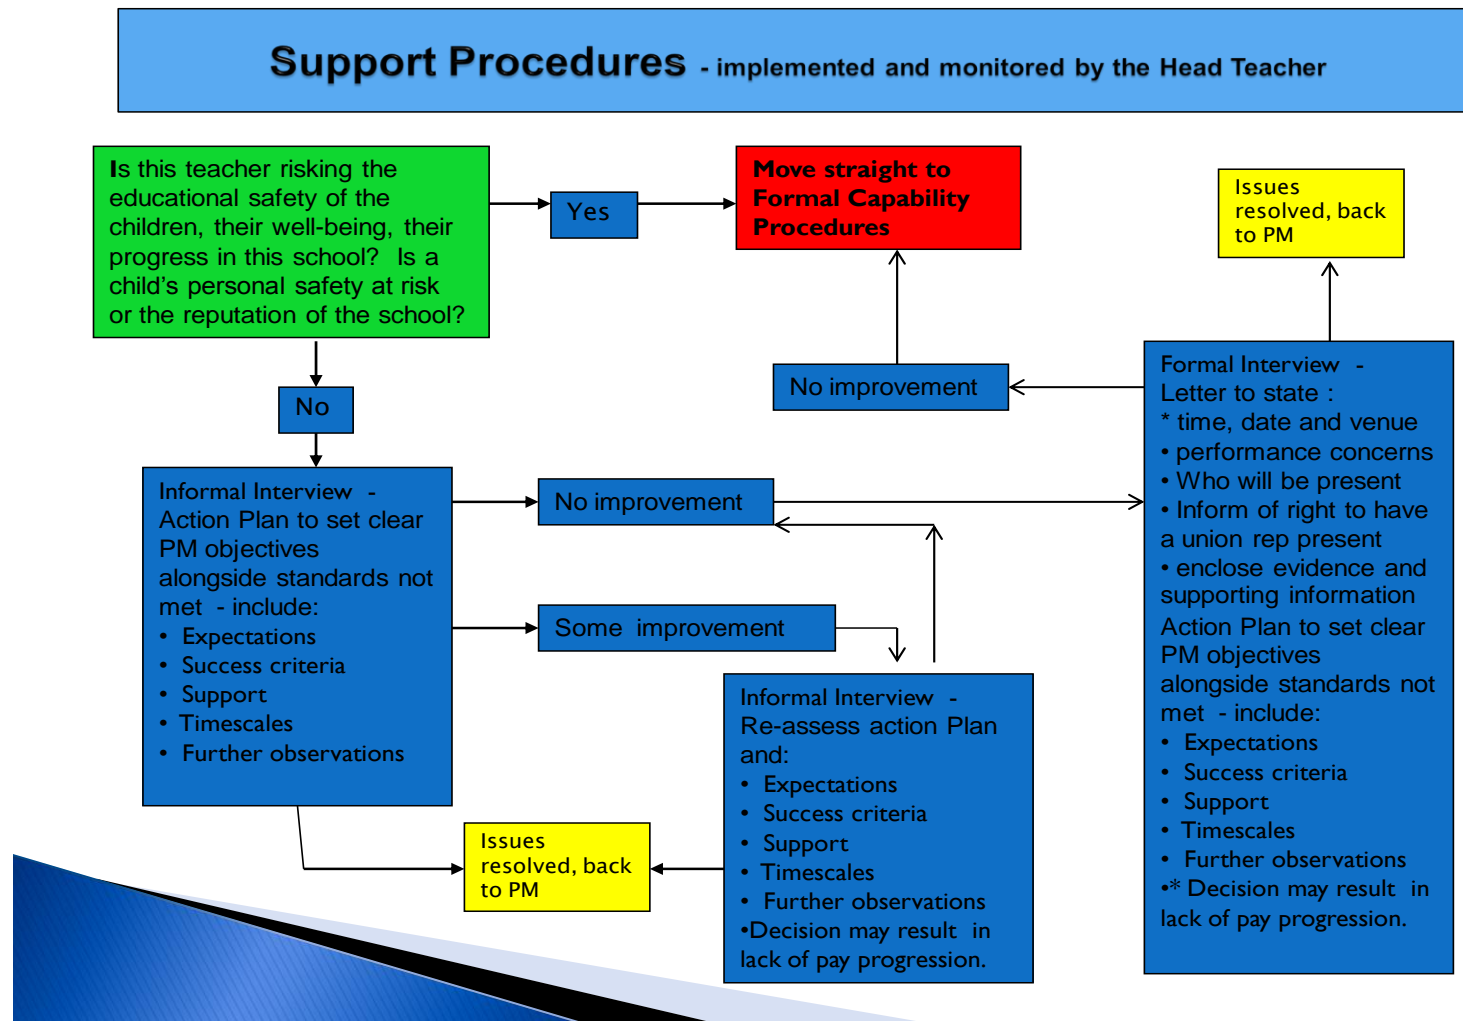 Support Procedures - implemented and monitored by the Head Teacher
Is this teacher risking the
educational safety of the
children, their well-being, their
progress in this school? Is a
child's personal safety at risk
or the reputation of the school?
Yes
Move straight to
Formal Capability
Procedures
Issues
resolved, back
to PM
No
No improvement
Informal Interview -
Action Plan to set clear
PM objectives
alongside standards not
met - include:
• Expectations
• Success criteria
• Support
• Timescales
• Further observations
No improvement
Some improvement
Issues
resolved, back
to PM
Informal Interview -
Re-assess action Plan
and:
• Expectations
• Success criteria
• Support
• Timescales
• Further observations
•Decision may result in
lack of pay progression.
Formal Interview -
Letter to state :
* time, date and venue
• performance concerns
• Who will be present
• Inform of right to have
a union rep present
• enclose evidence and
supporting information
Action Plan to set clear
PM objectives
alongside standards not
met - include:
• Expectations
• Success criteria
• Support
• Timescales
• Further observations
•* Decision may result in
lack of pay progression.